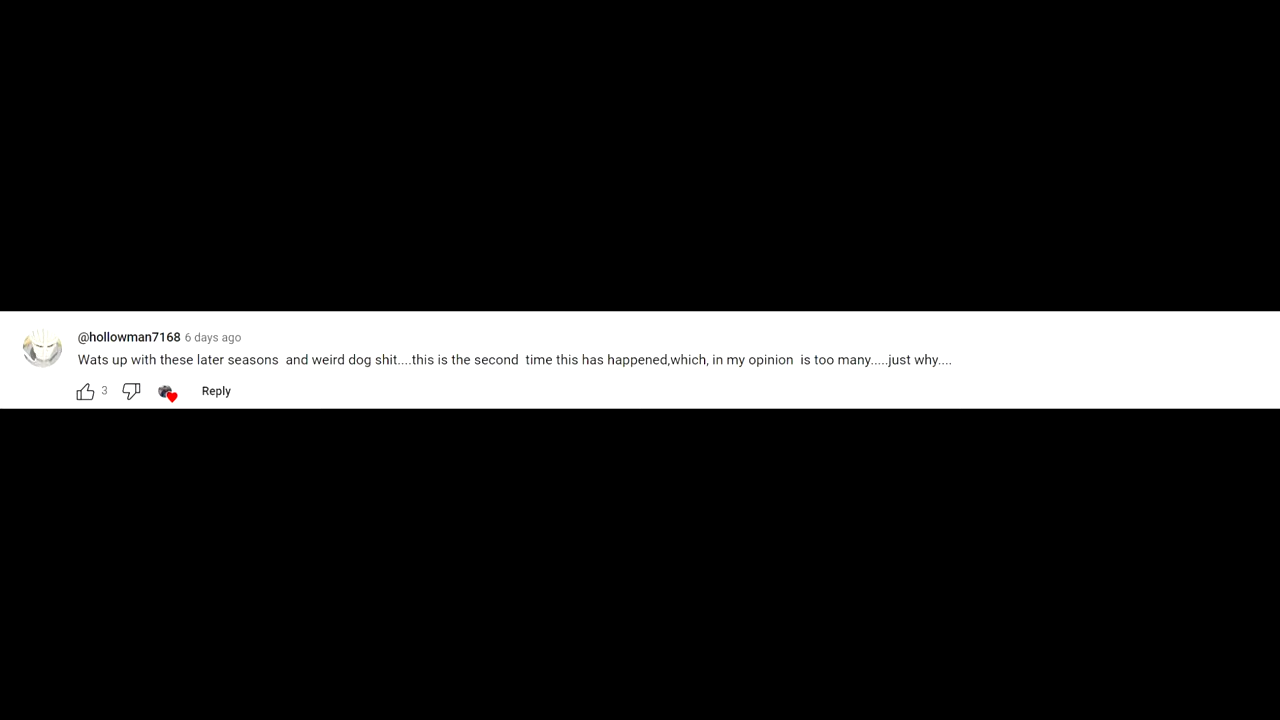 @hollowman7168 6 days ago
Wats up with these later seasons  and weird dog shit....this is the second  time this has happened,which, in my opinion  is too many.....just why....
3 Reply